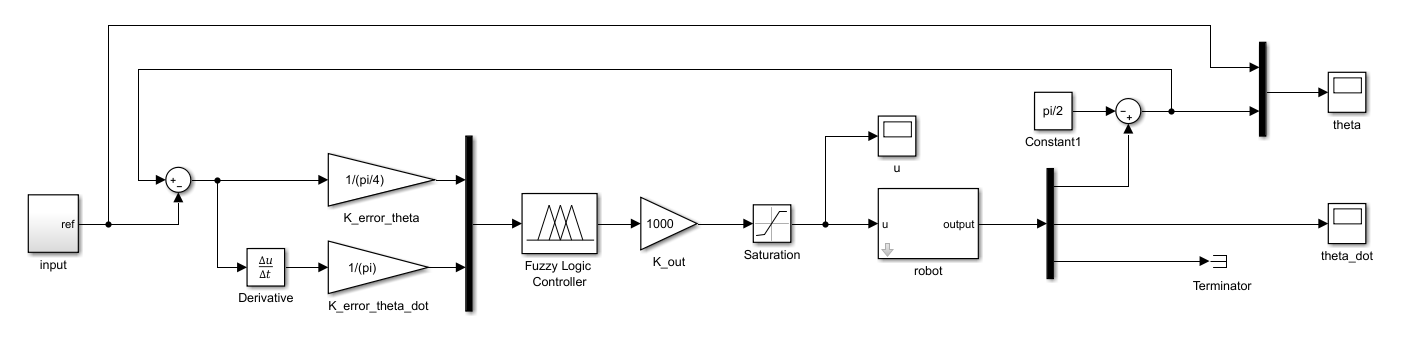 pi/2
theta
Constant1
u
+
-
-
+
1/(pi/4)
K_error_theta
ref
input
1000
u
output
K_out
Saturation
theta_dot
Fuzzy Logic
Controller
robot
Δu
Δt
1/(pi)
Derivative
K_error_theta_dot
Terminator